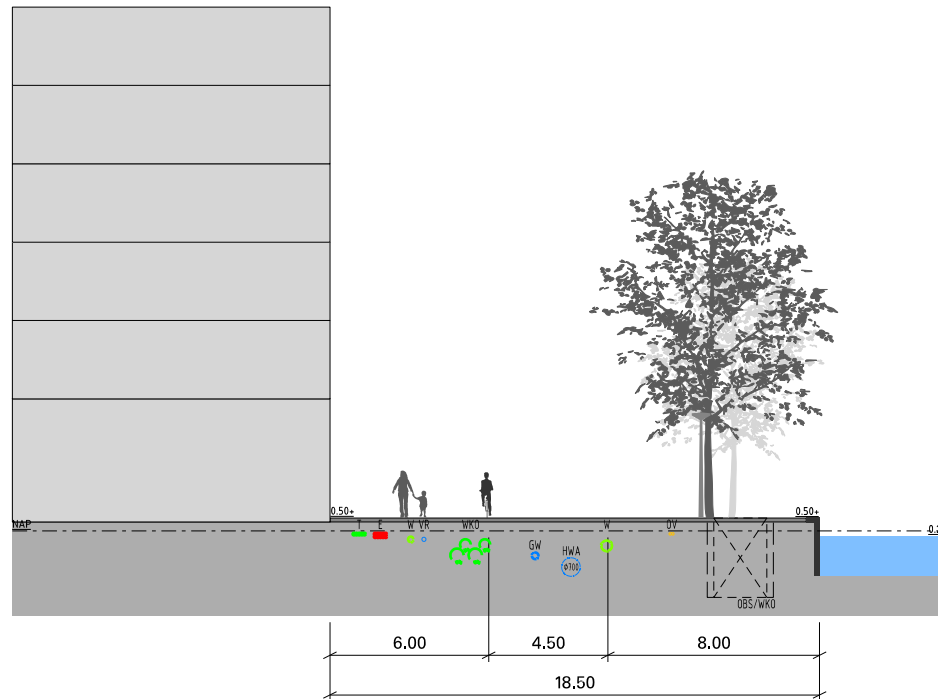 0.50+
0.50+
NAP
T E W VR WKO W OV
GW
HWA
Φ700
OBS/WKO
6.00 4.50 8.00
18.50